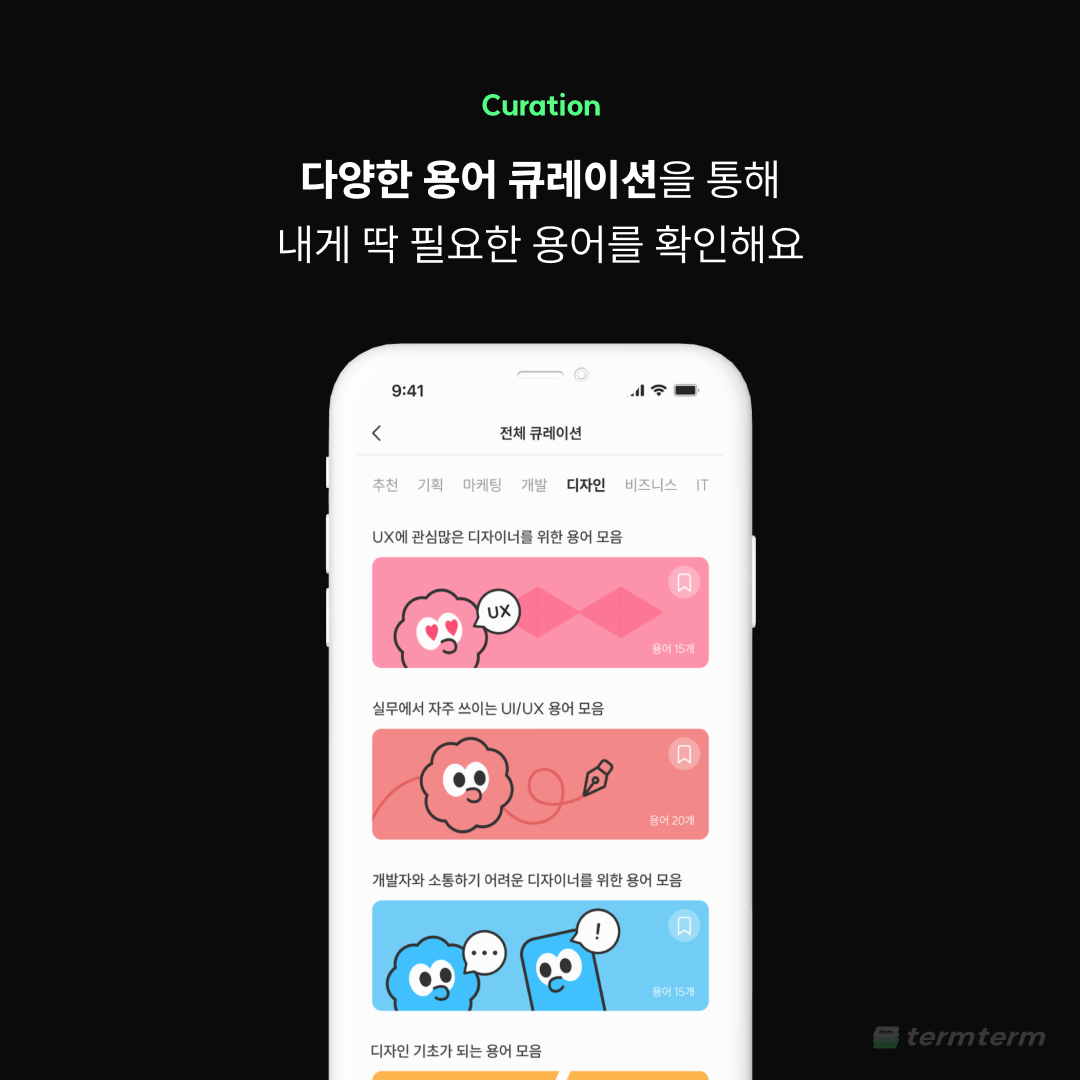 Curation
다양한 용어 큐레이션을 통해
내게 딱 필요한 용어를 확인해요
9:41
전체 큐레이션
추천 기획 마케팅 개발 디자인 비즈니스 IT
UX에 관심많은 디자이너를 위한 용어 모음
UX
용어 15개
실무에서 자주 쓰이는 UI/UX 용어 모음
용어 20개
개발자와 소통하기 어려운 디자이너를 위한 용어 모음
...
!
용어 15개
디자인 기초가 되는 용어 모음
termterm